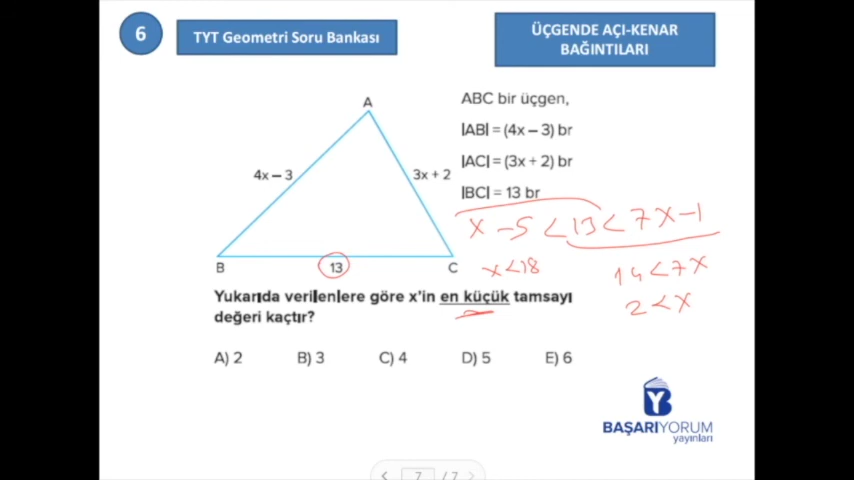 6
TYT Geometri Soru Bankası
ÜÇGENDE AÇI-KENAR
BAĞINTILARI
A
4x – 3
3x + 2
B
13
C
ABC bir üçgen,
|AB| = (4x – 3) br
|AC| = (3x + 2) br
|BC| = 13 br
x - 5 < 13 < 7x - 1
x < 18
14 < 7x
2 < x
Yukarıda verilenlere göre x'in en küçük tamsayı
değeri kaçtır?
A) 2 B) 3 C) 4 D) 5 E) 6
BAŞARIYORUM
yayınları
7 / 7